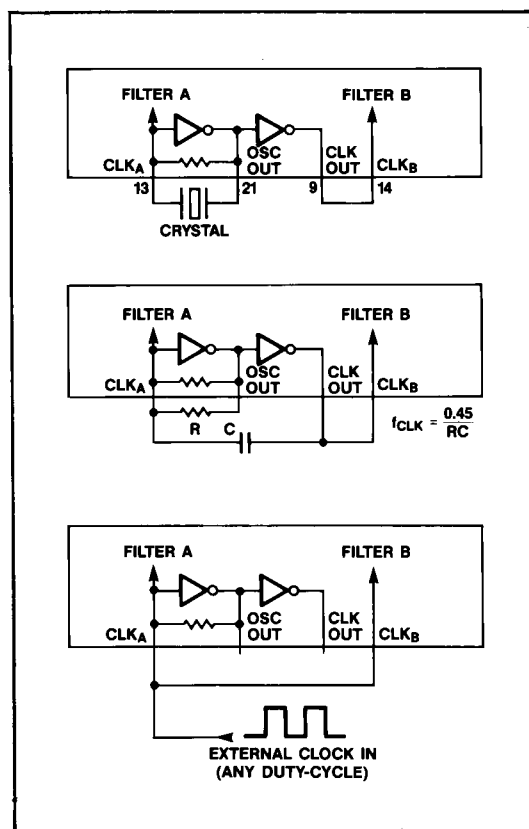 FILTER A FILTER B
OSC CLK
CLKA OUT OUT CLKB
13 21 9 14
CRYSTAL
FILTER A FILTER B
OSC CLK
CLKA OUT OUT CLKB
R C
fCLK = 0.45
RC
FILTER A FILTER B
OSC CLK
CLKA OUT OUT CLKB
EXTERNAL CLOCK IN
(ANY DUTY-CYCLE)